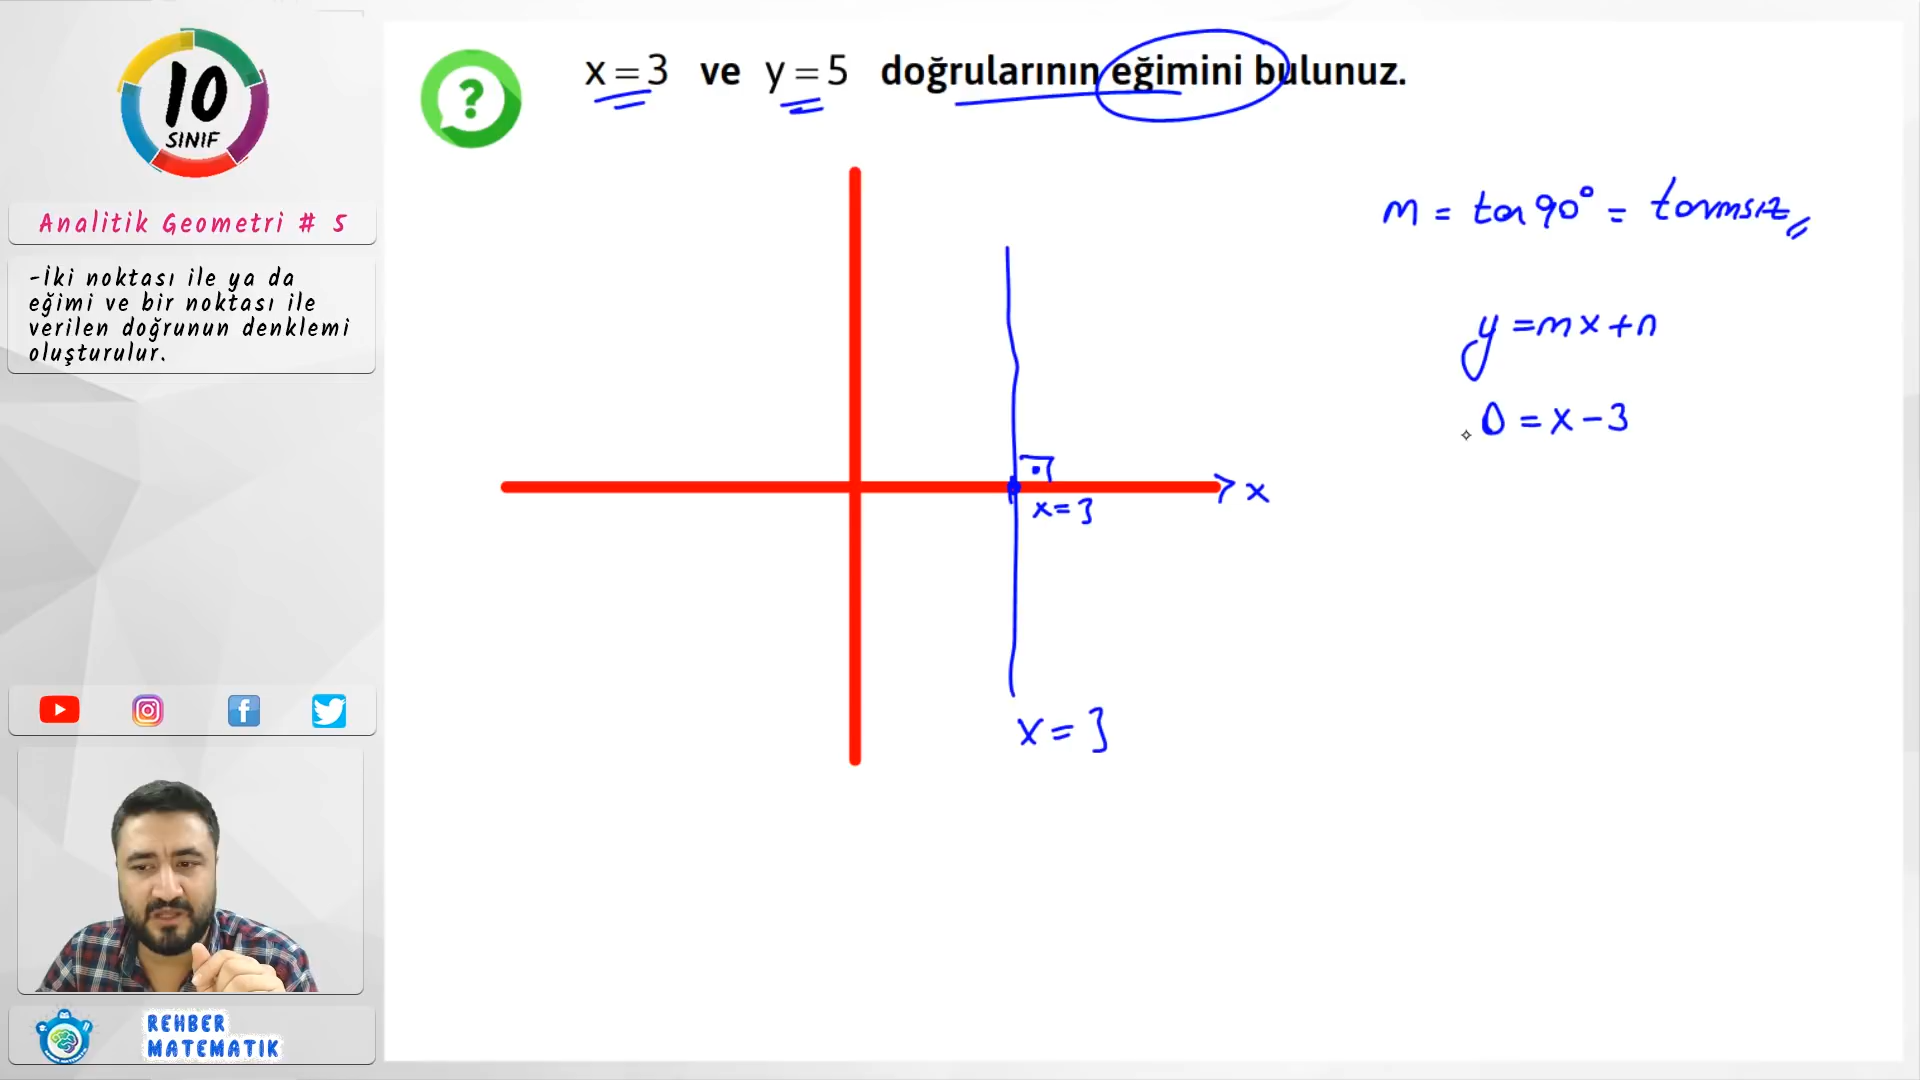 10
SINIF
Analitik Geometri # 5
-İki noktası ile ya da
eğimi ve bir noktası ile
verilen doğrunun denklemi
oluşturulur.
REHBER
MATEMATİK
?
x = 3 ve y = 5 doğrularının eğimini bulunuz.
m = tan 90° = tanımsız
y = mx + n
0 = x - 3
x
x = 3
x = 3